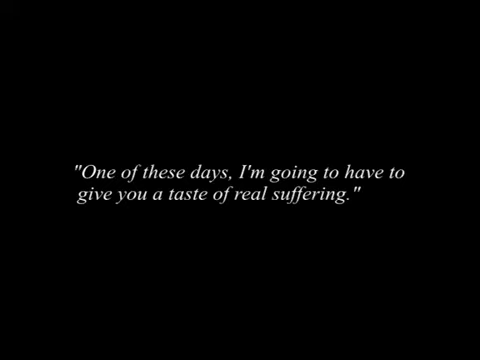 "One of these days, I'm going to have to
give you a taste of real suffering."